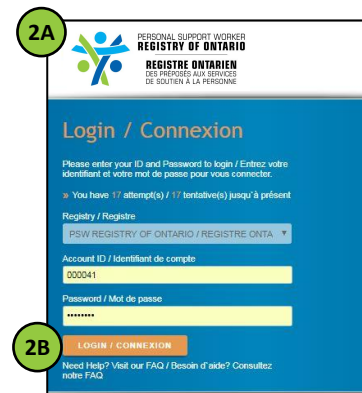 2A
PERSONAL SUPPORT WORKER
REGISTRY OF ONTARIO
REGISTRE ONTARIEN
DES PRÉPOSÉS AUX SERVICES
DE SOUTIEN À LA PERSONNE
Login / Connexion
Please enter your ID and Password to login / Entrez votre
identifiant et votre mot de passe pour vous connecter.
» You have 17 attempt(s) / 17 tentative(s) jusqu'à présent
Registry / Registre
PSW REGISTRY OF ONTARIO / REGISTRE ONTA
Account ID / Identifiant de compte
000041
Password / Mot de passe
••••••••
2B
LOGIN / CONNEXION
Need Help? Visit our FAQ / Besoin d'aide? Consultez
notre FAQ